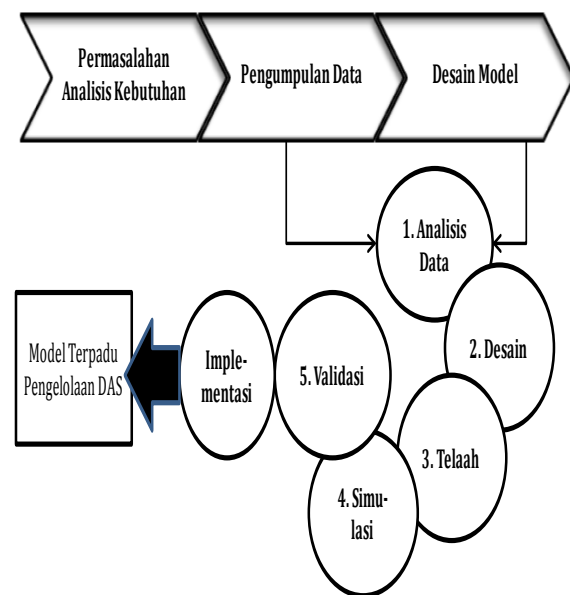 Permasalahan
Analisis Kebutuhan
Pengumpulan Data
Desain Model
1. Analisis
Data
2. Desain
3. Telaah
4. Simu-
lasi
5. Validasi
Imple-
mentasi
Model Terpadu
Pengelolaan DAS